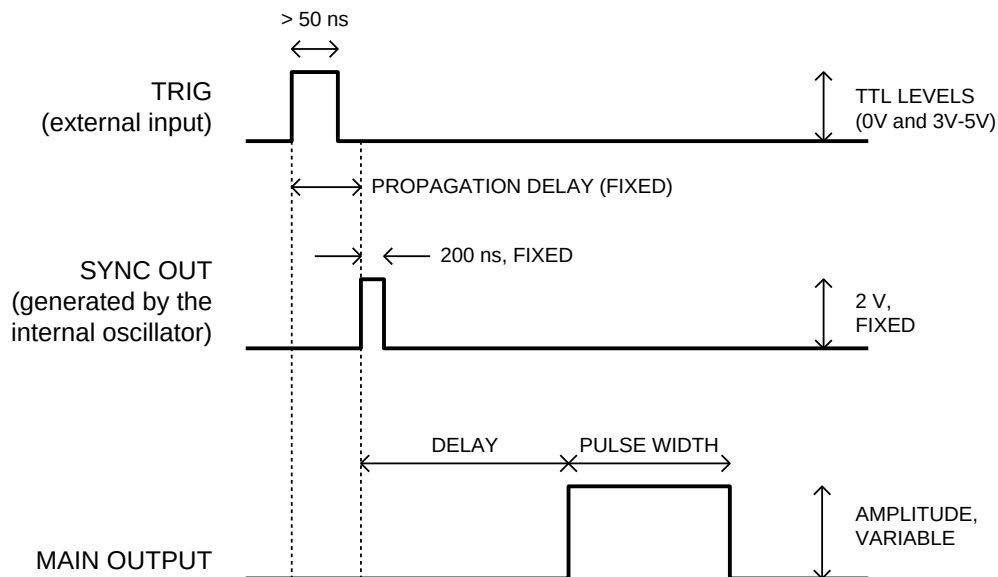 > 50 ns
TRIG
(external input)
TTL LEVELS
(0V and 3V-5V)
PROPAGATION DELAY (FIXED)
200 ns, FIXED
SYNC OUT
(generated by the
internal oscillator)
2 V,
FIXED
DELAY
PULSE WIDTH
AMPLITUDE,
VARIABLE
MAIN OUTPUT